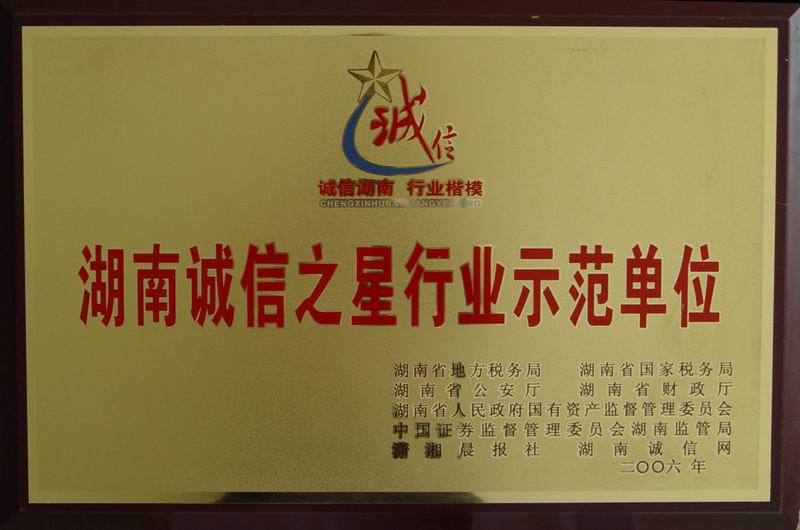 诚信
诚信湖南 行业楷模
CHENGXINHUNAN HANGYEKAIMO
湖南诚信之星行业示范单位
湖南省地方税务局 湖南省国家税务局
湖南省公安厅 湖南省财政厅
湖南省人民政府国有资产监督管理委员会
中国证券监督管理委员会湖南监管局
潇湘晨报社 湖南诚信网
二〇〇六年